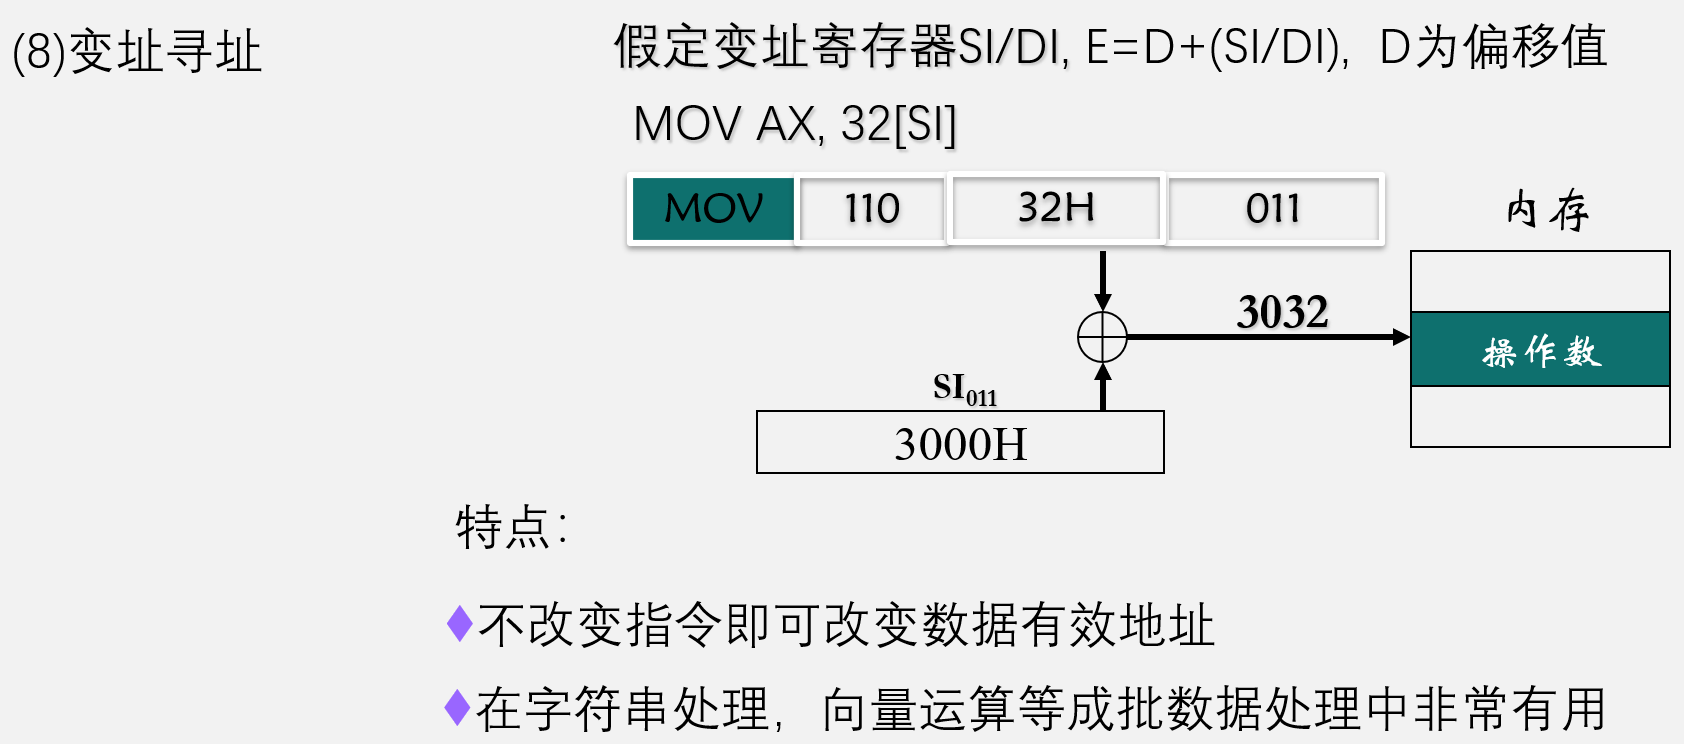 (8)变址寻址
假定变址寄存器SI/DI, E=D+(SI/DI), D为偏移值
MOV AX, 32[SI]
MOV 110 32H 011
内存
3032
操作数
SI011
3000H
特点：
不改变指令即可改变数据有效地址
在字符串处理，向量运算等成批数据处理中非常有用